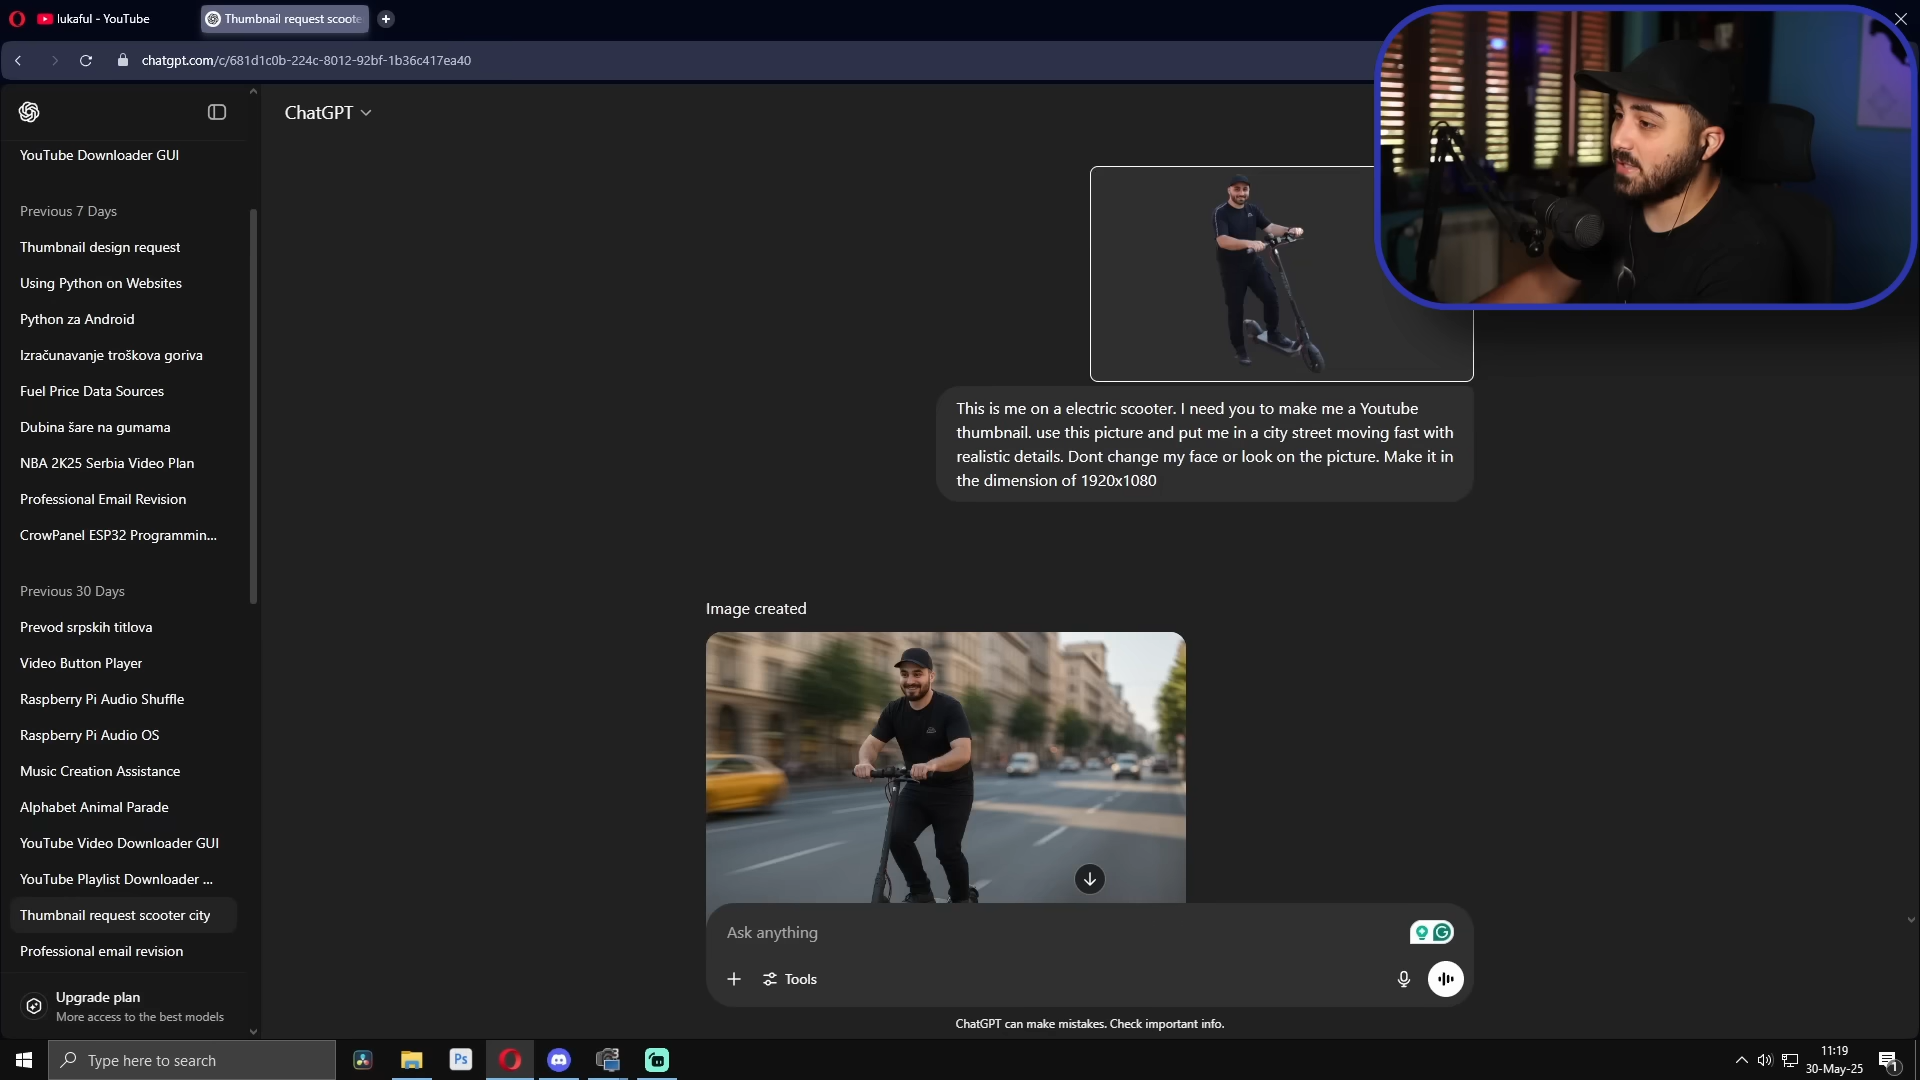 lukaful - YouTube
Thumbnail request scoote
chatgpt.com/c/681d1c0b-224c-8012-92bf-1b36c417ea40
ChatGPT
YouTube Downloader GUI
Previous 7 Days
Thumbnail design request
Using Python on Websites
Python za Android
Izračunavanje troškova goriva
Fuel Price Data Sources
Dubina šare na gumama
NBA 2K25 Serbia Video Plan
Professional Email Revision
CrowPanel ESP32 Programmin...
Previous 30 Days
Prevod srpskih titlova
Video Button Player
Raspberry Pi Audio Shuffle
Raspberry Pi Audio OS
Music Creation Assistance
Alphabet Animal Parade
YouTube Video Downloader GUI
YouTube Playlist Downloader ...
Thumbnail request scooter city
Professional email revision
Upgrade plan
More access to the best models
This is me on a electric scooter. I need you to make me a Youtube
thumbnail. use this picture and put me in a city street moving fast with
realistic details. Dont change my face or look on the picture. Make it in
the dimension of 1920x1080
Image created
Ask anything
Tools
ChatGPT can make mistakes. Check important info.
Type here to search
Ps
3
11:19
30-May-25
1